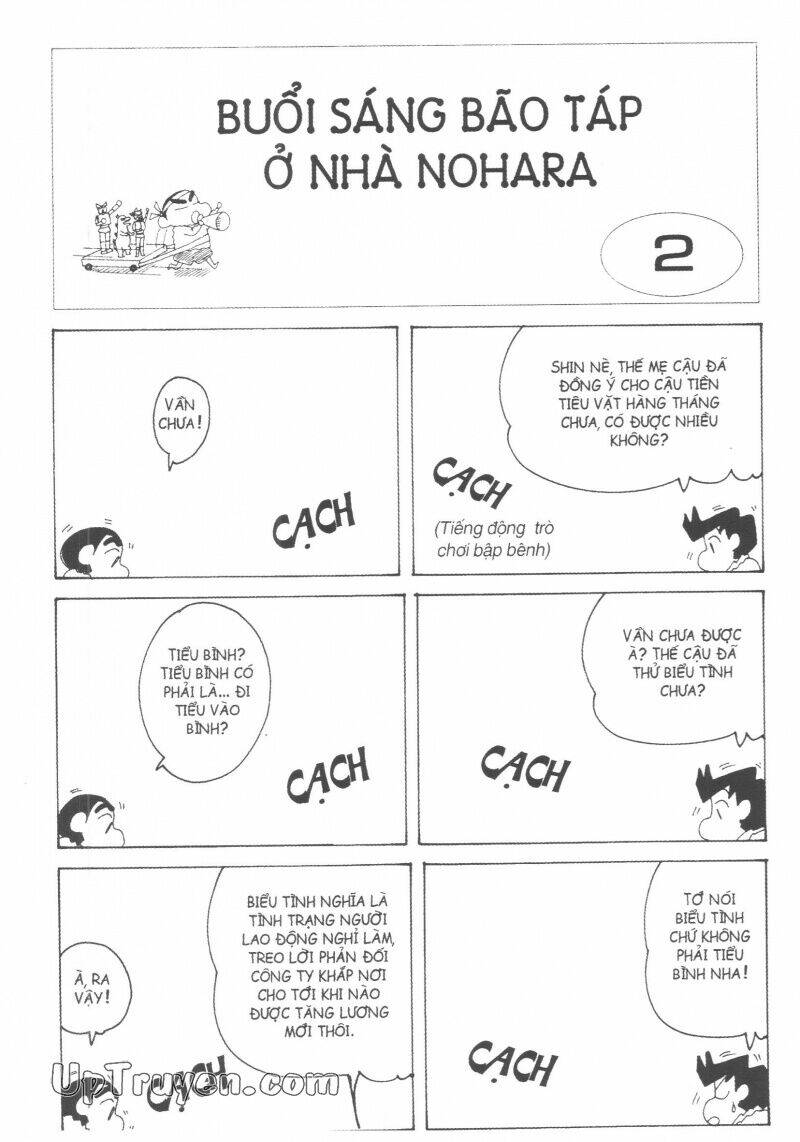 BUỔI SÁNG BÃO TÁP
Ở NHÀ NOHARA
2
SHIN NÈ, THẾ MẸ CẬU ĐÃ
ĐỒNG Ý CHO CẬU TIỀN
TIÊU VẶT HÀNG THÁNG
CHƯA, CÓ ĐƯỢC NHIỀU
KHÔNG?
CẠCH
(Tiếng động trò
chơi bập bênh)
VẪN
CHƯA!
CẠCH
VẪN CHƯA ĐƯỢC
À? THẾ CẬU ĐÃ
THỬ BIỂU TÌNH
CHƯA?
CẠCH
TIỂU BÌNH?
TIỂU BÌNH CÓ
PHẢI LÀ... ĐI
TIỂU VÀO
BÌNH?
CẠCH
TỚ NÓI
BIỂU TÌNH
CHỨ KHÔNG
PHẢI TIỂU
BÌNH NHA!
CẠCH
BIỂU TÌNH NGHĨA LÀ
TÌNH TRẠNG NGƯỜI
LAO ĐỘNG NGHỈ LÀM,
TREO LỜI PHẢN ĐỐI
CÔNG TY KHẮP NƠI
CHO TỚI KHI NÀO
ĐƯỢC TĂNG LƯƠNG
MỚI THÔI.
À, RA
VẬY!
CẠCH
UpTruyen.com